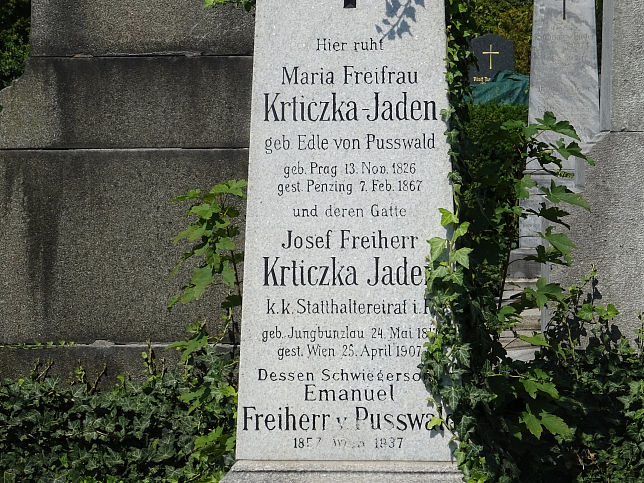 Hier ruht
Maria Freifrau
Krticzka-Jaden
geb. Edle von Pusswald
geb. Prag 13. Nov. 1826
gest. Penzing 7. Feb. 1867
und deren Gatte
Josef Freiherr
Krticzka Jaden
k.k. Statthaltereirat i.
geb. Jungbunzlau 24. Mai
gest. Wien 25. April 1907
Dessen Schwiegersohn
Emanuel
Freiherr v. Pusswald
Wien 1937